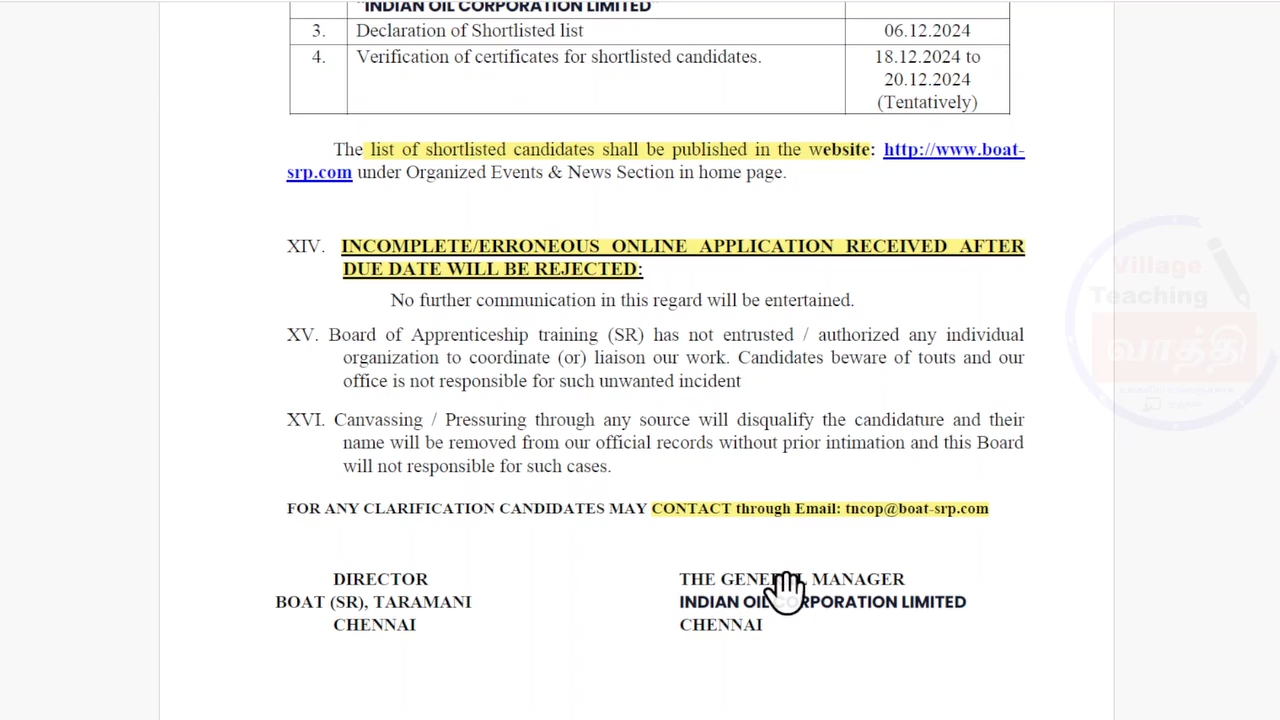 "INDIAN OIL CORPORATION LIMITED"
3. Declaration of Shortlisted list 06.12.2024
4. Verification of certificates for shortlisted candidates. 18.12.2024 to
20.12.2024
(Tentatively)
The list of shortlisted candidates shall be published in the website: http://www.boat-
srp.com under Organized Events & News Section in home page.
XIV. INCOMPLETE/ERRONEOUS ONLINE APPLICATION RECEIVED AFTER
DUE DATE WILL BE REJECTED:
No further communication in this regard will be entertained.
XV. Board of Apprenticeship training (SR) has not entrusted / authorized any individual
organization to coordinate (or) liaison our work. Candidates beware of touts and our
office is not responsible for such unwanted incident
XVI. Canvassing / Pressuring through any source will disqualify the candidature and their
name will be removed from our official records without prior intimation and this Board
will not responsible for such cases.
FOR ANY CLARIFICATION CANDIDATES MAY CONTACT through Email: tncop@boat-srp.com
DIRECTOR
BOAT (SR), TARAMANI
CHENNAI
THE GENERAL MANAGER
INDIAN OIL CORPORATION LIMITED
CHENNAI
Village
Teaching
வாத்தி